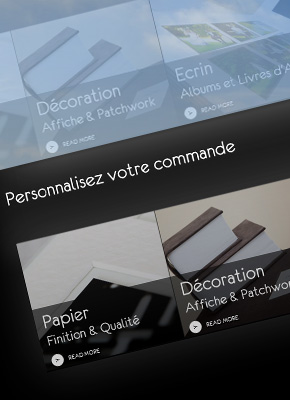 Décoration
Affiche & Patchwork
READ MORE
Ecrin
Albums et Livres d'A
READ MORE
Personnalisez votre commande
Papier
Finition & Qualité
READ MORE
Décoration
Affiche & Patchwor
READ MORE